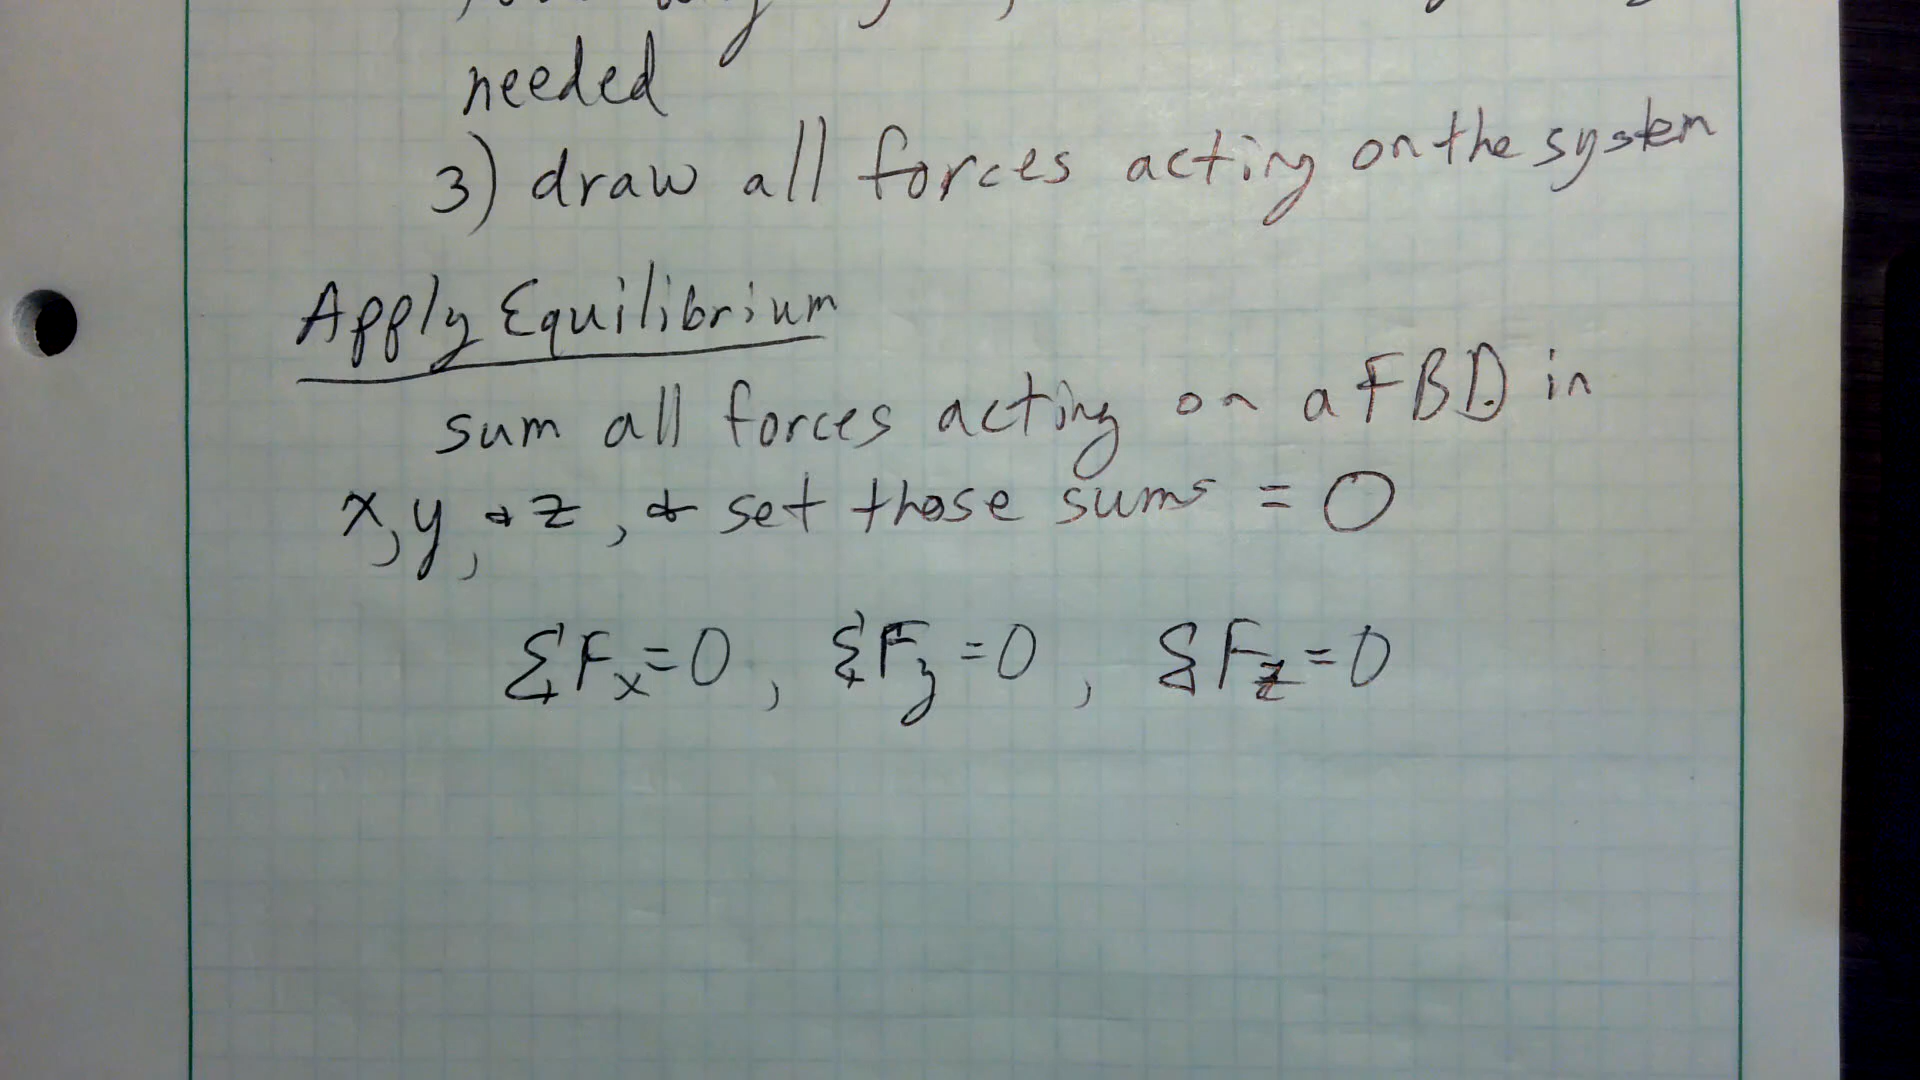 needed
3) draw all forces acting on the system
Apply Equilibrium
sum all forces acting on a FBD in
x, y, & z, & set those sums = 0
ΣFx=0, ΣFy=0, ΣFz=0